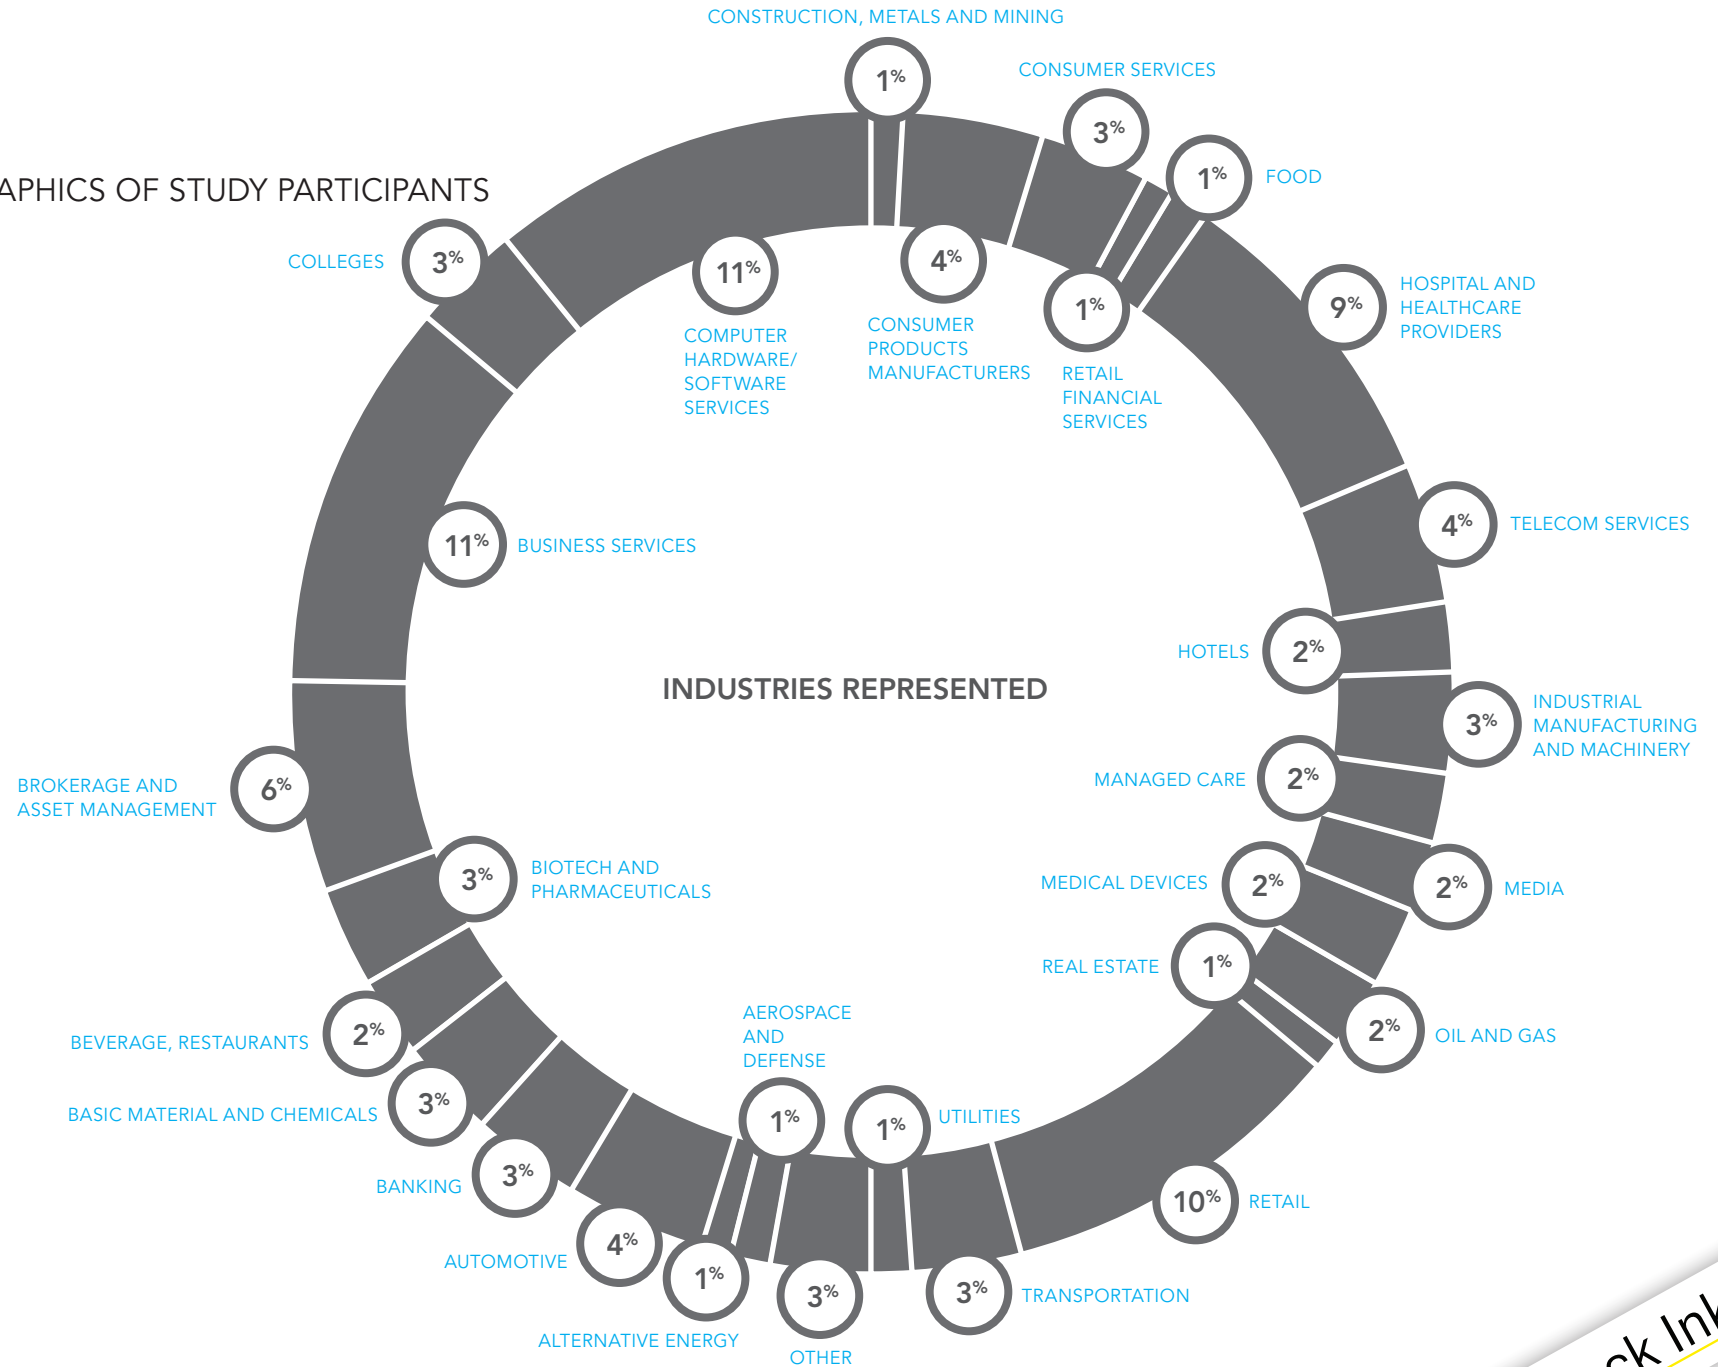 CONSTRUCTION, METALS AND MINING
1%
CONSUMER SERVICES
3%
1%
FOOD
APHICS OF STUDY PARTICIPANTS
COLLEGES
3%
11%
COMPUTER
HARDWARE/
SOFTWARE
SERVICES
4%
CONSUMER
PRODUCTS
MANUFACTURERS
1%
RETAIL
FINANCIAL
SERVICES
9%
HOSPITAL AND
HEALTHCARE
PROVIDERS
4%
TELECOM SERVICES
11%
BUSINESS SERVICES
HOTELS
2%
INDUSTRIES REPRESENTED
3%
INDUSTRIAL
MANUFACTURING
AND MACHINERY
BROKERAGE AND
ASSET MANAGEMENT
6%
MANAGED CARE
2%
3%
BIOTECH AND
PHARMACEUTICALS
MEDICAL DEVICES
2%
2%
MEDIA
REAL ESTATE
1%
BEVERAGE, RESTAURANTS
2%
2%
OIL AND GAS
AEROSPACE
AND
DEFENSE
1%
1%
UTILITIES
BASIC MATERIAL AND CHEMICALS
3%
BANKING
3%
10%
RETAIL
AUTOMOTIVE
4%
1%
ALTERNATIVE ENERGY
3%
OTHER
3%
TRANSPORTATION
ck Ink